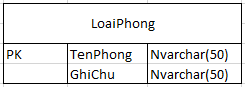 LoaiPhong
PK TenPhong Nvarchar(50)
GhiChu Nvarchar(50)